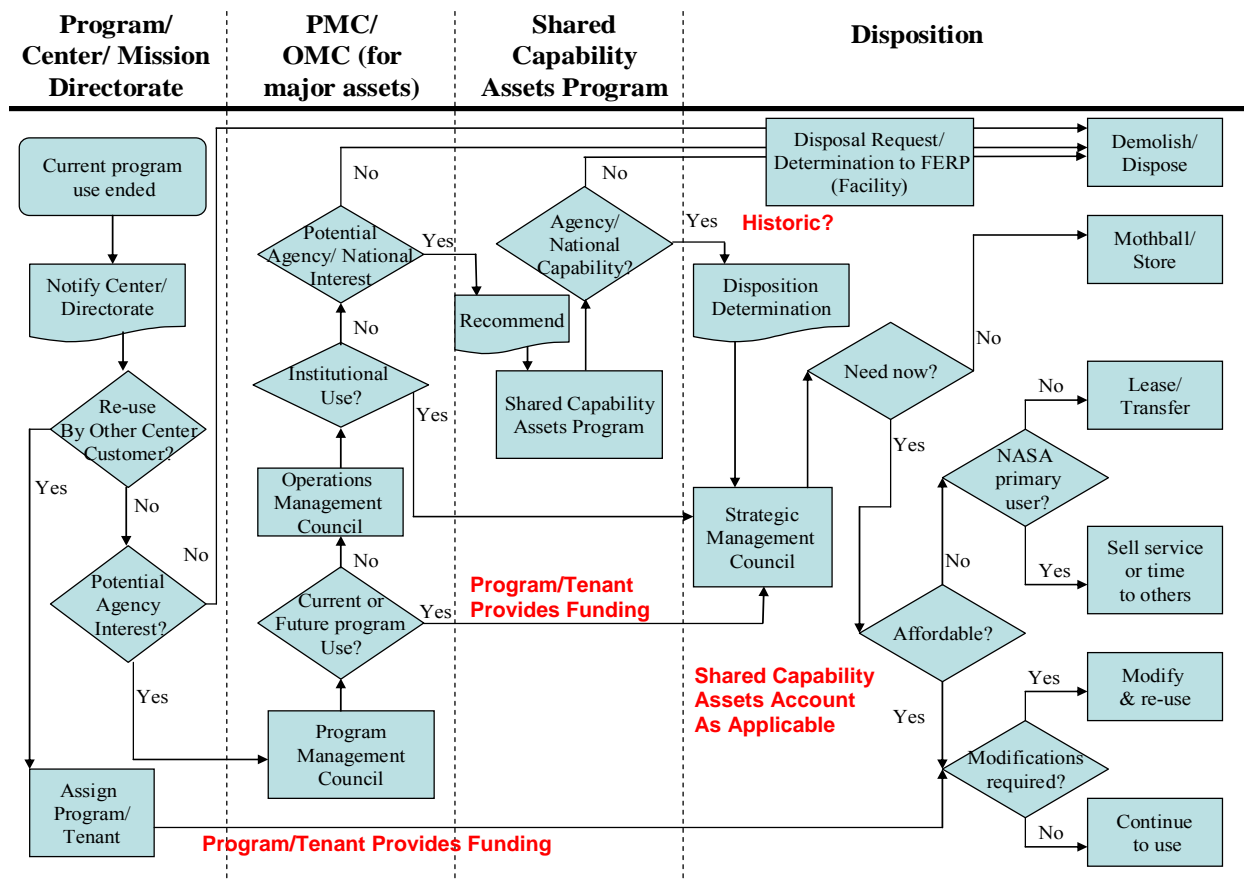 Program/
Center/ Mission
Directorate
PMC/
OMC (for
major assets)
Shared
Capability
Assets Program
Disposition
Current program
use ended
Notify Center/
Directorate
Re-use
By Other Center
Customer?
Yes
No
Potential
Agency
Interest?
No
Yes
Assign
Program/
Tenant
Program/Tenant Provides Funding
No
Potential
Agency/ National
Interest
Yes
No
Institutional
Use?
Yes
Operations
Management
Council
No
Current or
Future program
Use?
Yes
Program
Management
Council
Recommend
Shared Capability
Assets Program
No
Agency/
National
Capability?
Yes
Program/Tenant
Provides Funding
Disposal Request/
Determination to FERP
(Facility)
Historic?
Disposition
Determination
Strategic
Management
Council
Shared Capability
Assets Account
As Applicable
Need now?
No
Yes
Affordable?
No
Yes
NASA
primary
user?
No
Yes
Modifications
required?
Yes
No
Demolish/
Dispose
Mothball/
Store
Lease/
Transfer
Sell service
or time
to others
Modify
& re-use
Continue
to use